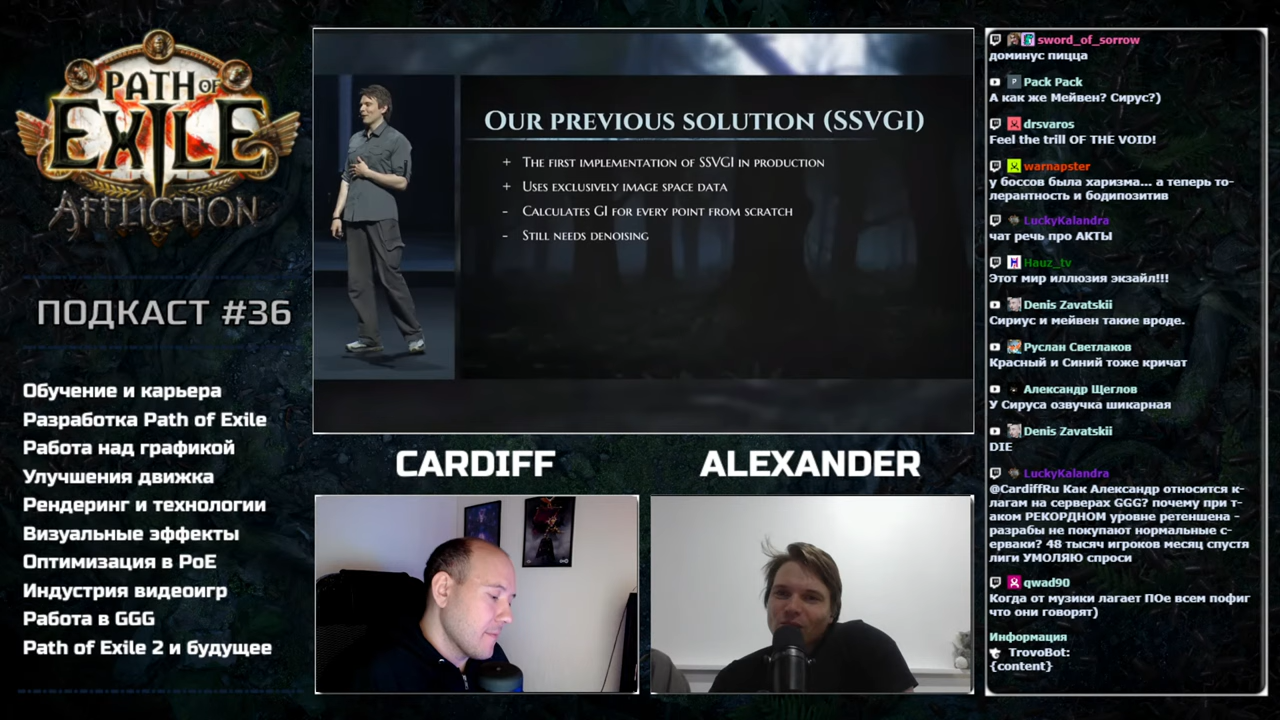 PATH OF
EXILE
AFFLICTION
ПОДКАСТ #36
Обучение и карьера
Разработка Path of Exile
Работа над графикой
Улучшения движка
Рендеринг и технологии
Визуальные эффекты
Оптимизация в PoE
Индустрия видеоигр
Работа в GGG
Path of Exile 2 и будущее
OUR PREVIOUS SOLUTION (SSVGI)
+ THE FIRST IMPLEMENTATION OF SSVGI IN PRODUCTION
+ USES EXCLUSIVELY IMAGE SPACE DATA
- CALCULATES GI FOR EVERY POINT FROM SCRATCH
- STILL NEEDS DENOISING
CARDIFF
ALEXANDER
sword_of_sorrow
доминус пицца
Pack Pack
А как же Мейвен? Сирус?)
drsvaros
Feel the trill OF THE VOID!
warnapster
у боссов была харизма... а теперь то-
лерантность и бодипозитив
LuckyKalandra
чат речь про АКТЫ
Hauz_tv
Этот мир иллюзия экзайл!!!
Denis Zavatskii
Сириус и мейвен такие вроде.
Руслан Светлаков
Красный и Синий тоже кричат
Александр Щеглов
У Сируса озвучка шикарная
Denis Zavatskii
DIE
LuckyKalandra
@CardiffRu Как Александр относится к-
лагам на серверах GGG? почему при т-
аком РЕКОРДНОМ уровне ретеншена -
разрабы не покупают нормальные с-
ерваки? 48 тысяч игроков месяц спустя
лиги УМОЛЯЮ спроси
qwad90
Когда от музыки лагает ПОе всем пофиг
что они говорят)
Информация
TrovoBot:
{content}